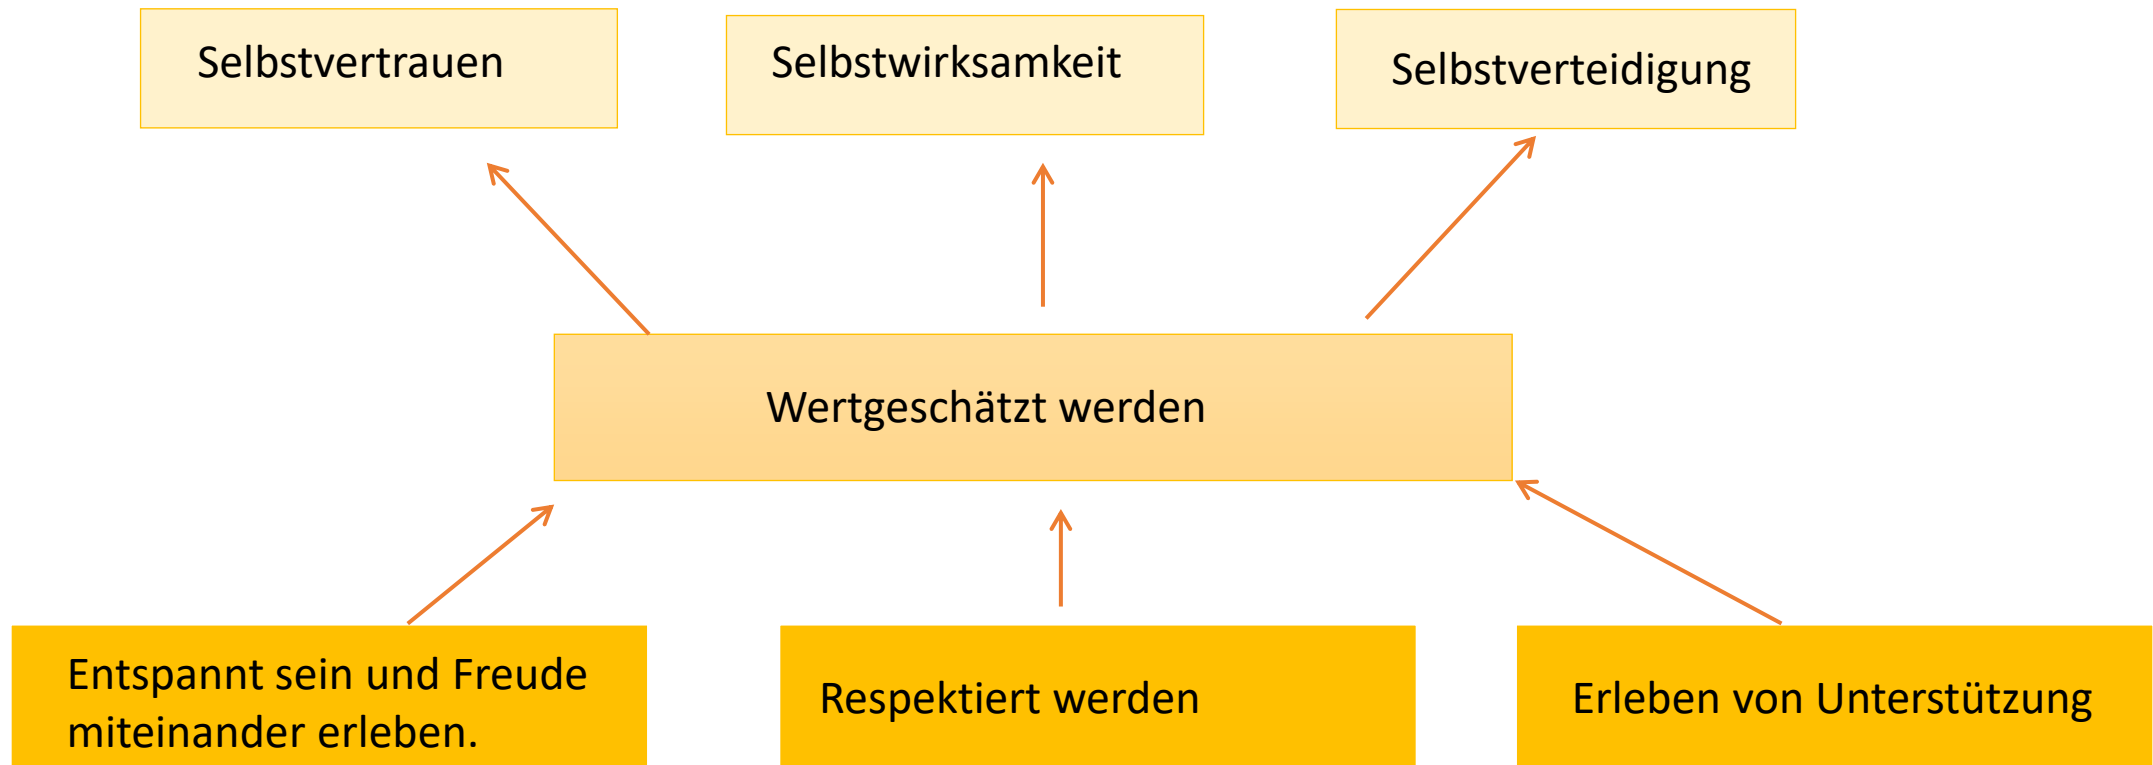 Selbstvertrauen
Selbstwirksamkeit
Selbstverteidigung
Wertgeschätzt werden
Entspannt sein und Freude
miteinander erleben.
Respektiert werden
Erleben von Unterstützung